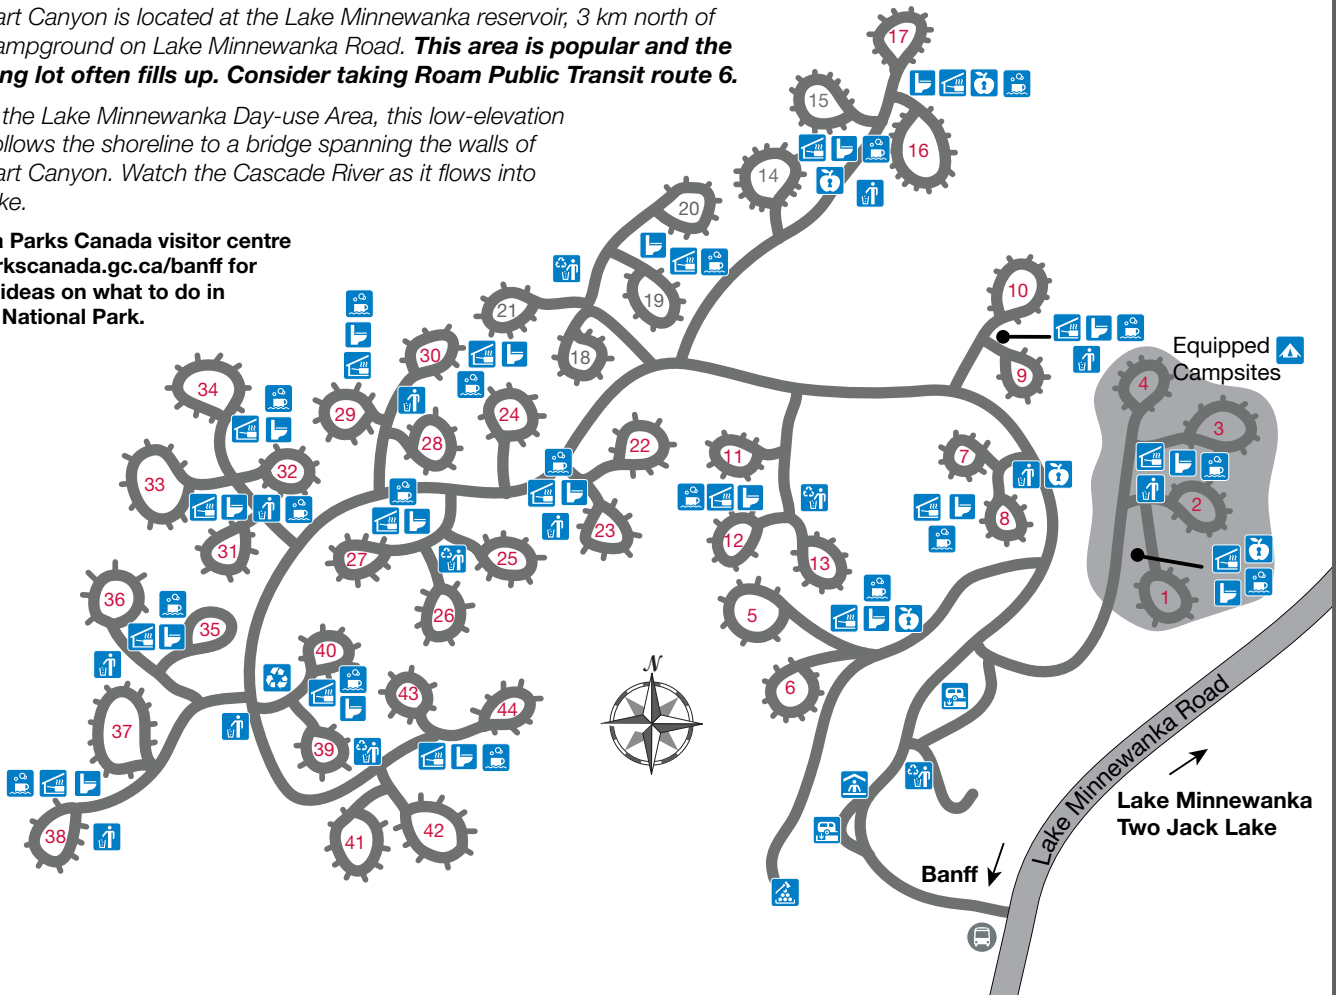 art Canyon is located at the Lake Minnewanka reservoir, 3 km north of
ampground on Lake Minnewanka Road. This area is popular and the
ng lot often fills up. Consider taking Roam Public Transit route 6.
the Lake Minnewanka Day-use Area, this low-elevation
ollows the shoreline to a bridge spanning the walls of
art Canyon. Watch the Cascade River as it flows into
ke.
a Parks Canada visitor centre
rkscanada.gc.ca/banff for
ideas on what to do in
National Park.
17
15
16
14
20
19
21
18
10
9
Equipped
Campsites
4
3
2
1
30
34
29
24
28
22
11
7
33
32
8
23
12
31
27
25
13
36
26
5
35
40
6
43
44
37
39
N
38
41
42
Lake Minnewanka Road
Lake Minnewanka
Two Jack Lake
Banff